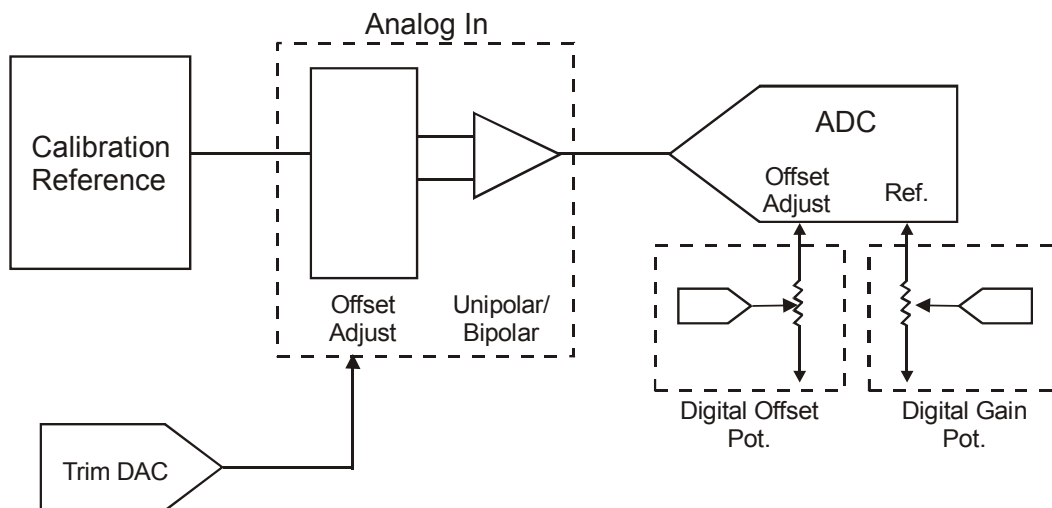 Analog In
Calibration
Reference
ADC
Offset
Adjust
Ref.
Offset
Adjust
Unipolar/
Bipolar
Digital Offset
Pot.
Digital Gain
Pot.
Trim DAC